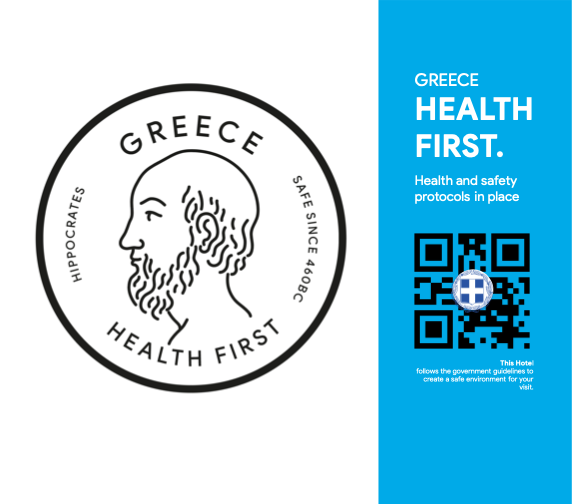 GREECE
HIPPOCRATES
SAFE SINCE 460BC
HEALTH FIRST
GREECE
HEALTH
FIRST.
Health and safety
protocols in place
This Hotel
follows the government guidelines to
create a safe environment for your
visit.